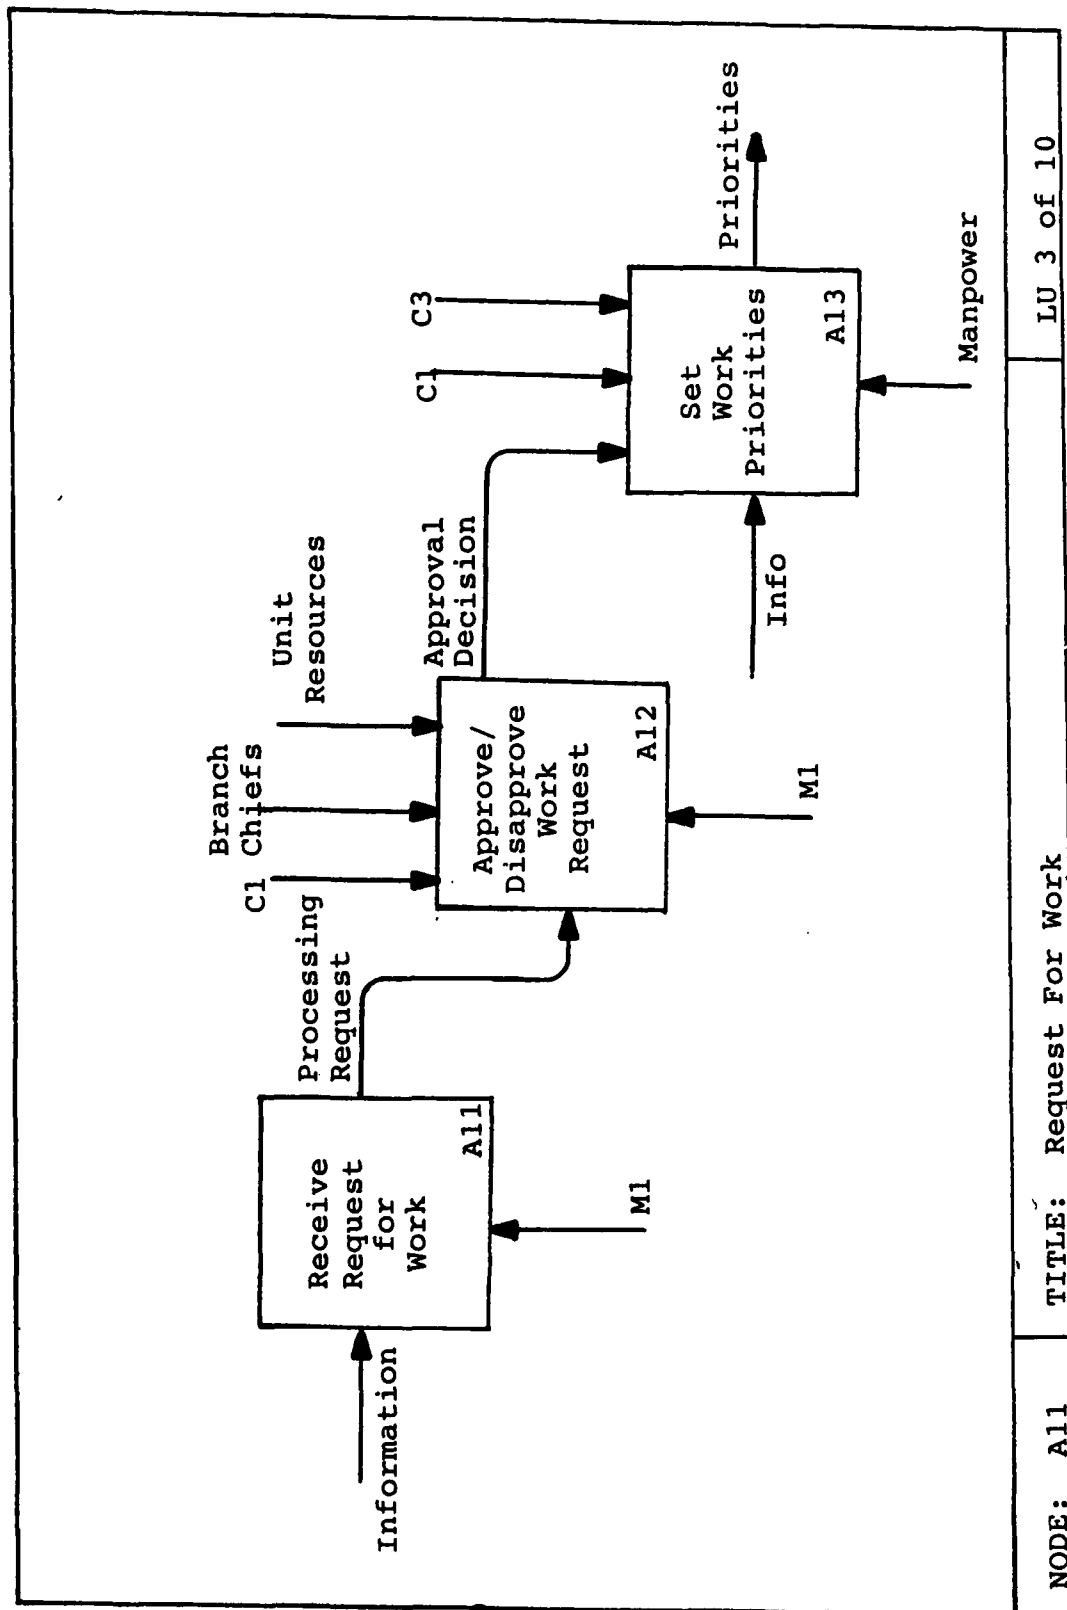 Information
Receive
Request
for
Work
A11
M1
Processing
Request
C1
Branch
Chiefs
Unit
Resources
Approve/
Disapprove
Work
Request
A12
M1
Approval
Decision
C1
C3
Set
Work
Priorities
A13
Info
Manpower
Priorities
NODE: A11
TITLE: Request For Work
LU 3 of 10